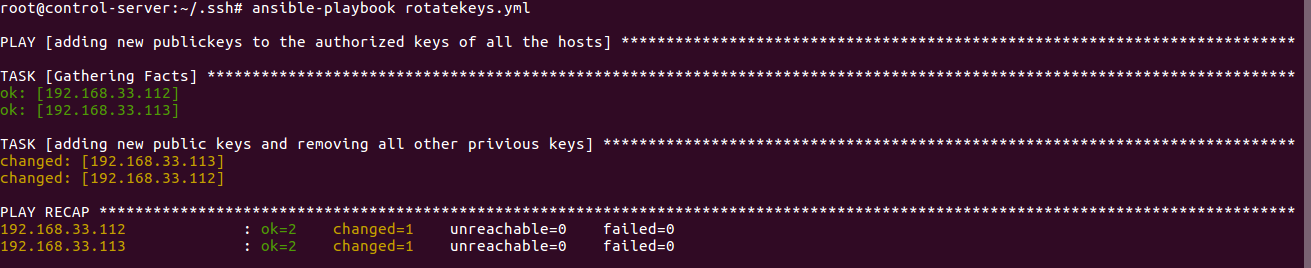 root@control-server:~/.ssh# ansible-playbook rotatekeys.yml
PLAY [adding new publickeys to the authorized keys of all the hosts] ***************************************************************************
TASK [Gathering Facts] *************************************************************************************************************************
ok: [192.168.33.112]
ok: [192.168.33.113]
TASK [adding new public keys and removing all other privious keys] *****************************************************************************
changed: [192.168.33.113]
changed: [192.168.33.112]
PLAY RECAP *************************************************************************************************************************************
192.168.33.112             : ok=2    changed=1    unreachable=0    failed=0
192.168.33.113             : ok=2    changed=1    unreachable=0    failed=0